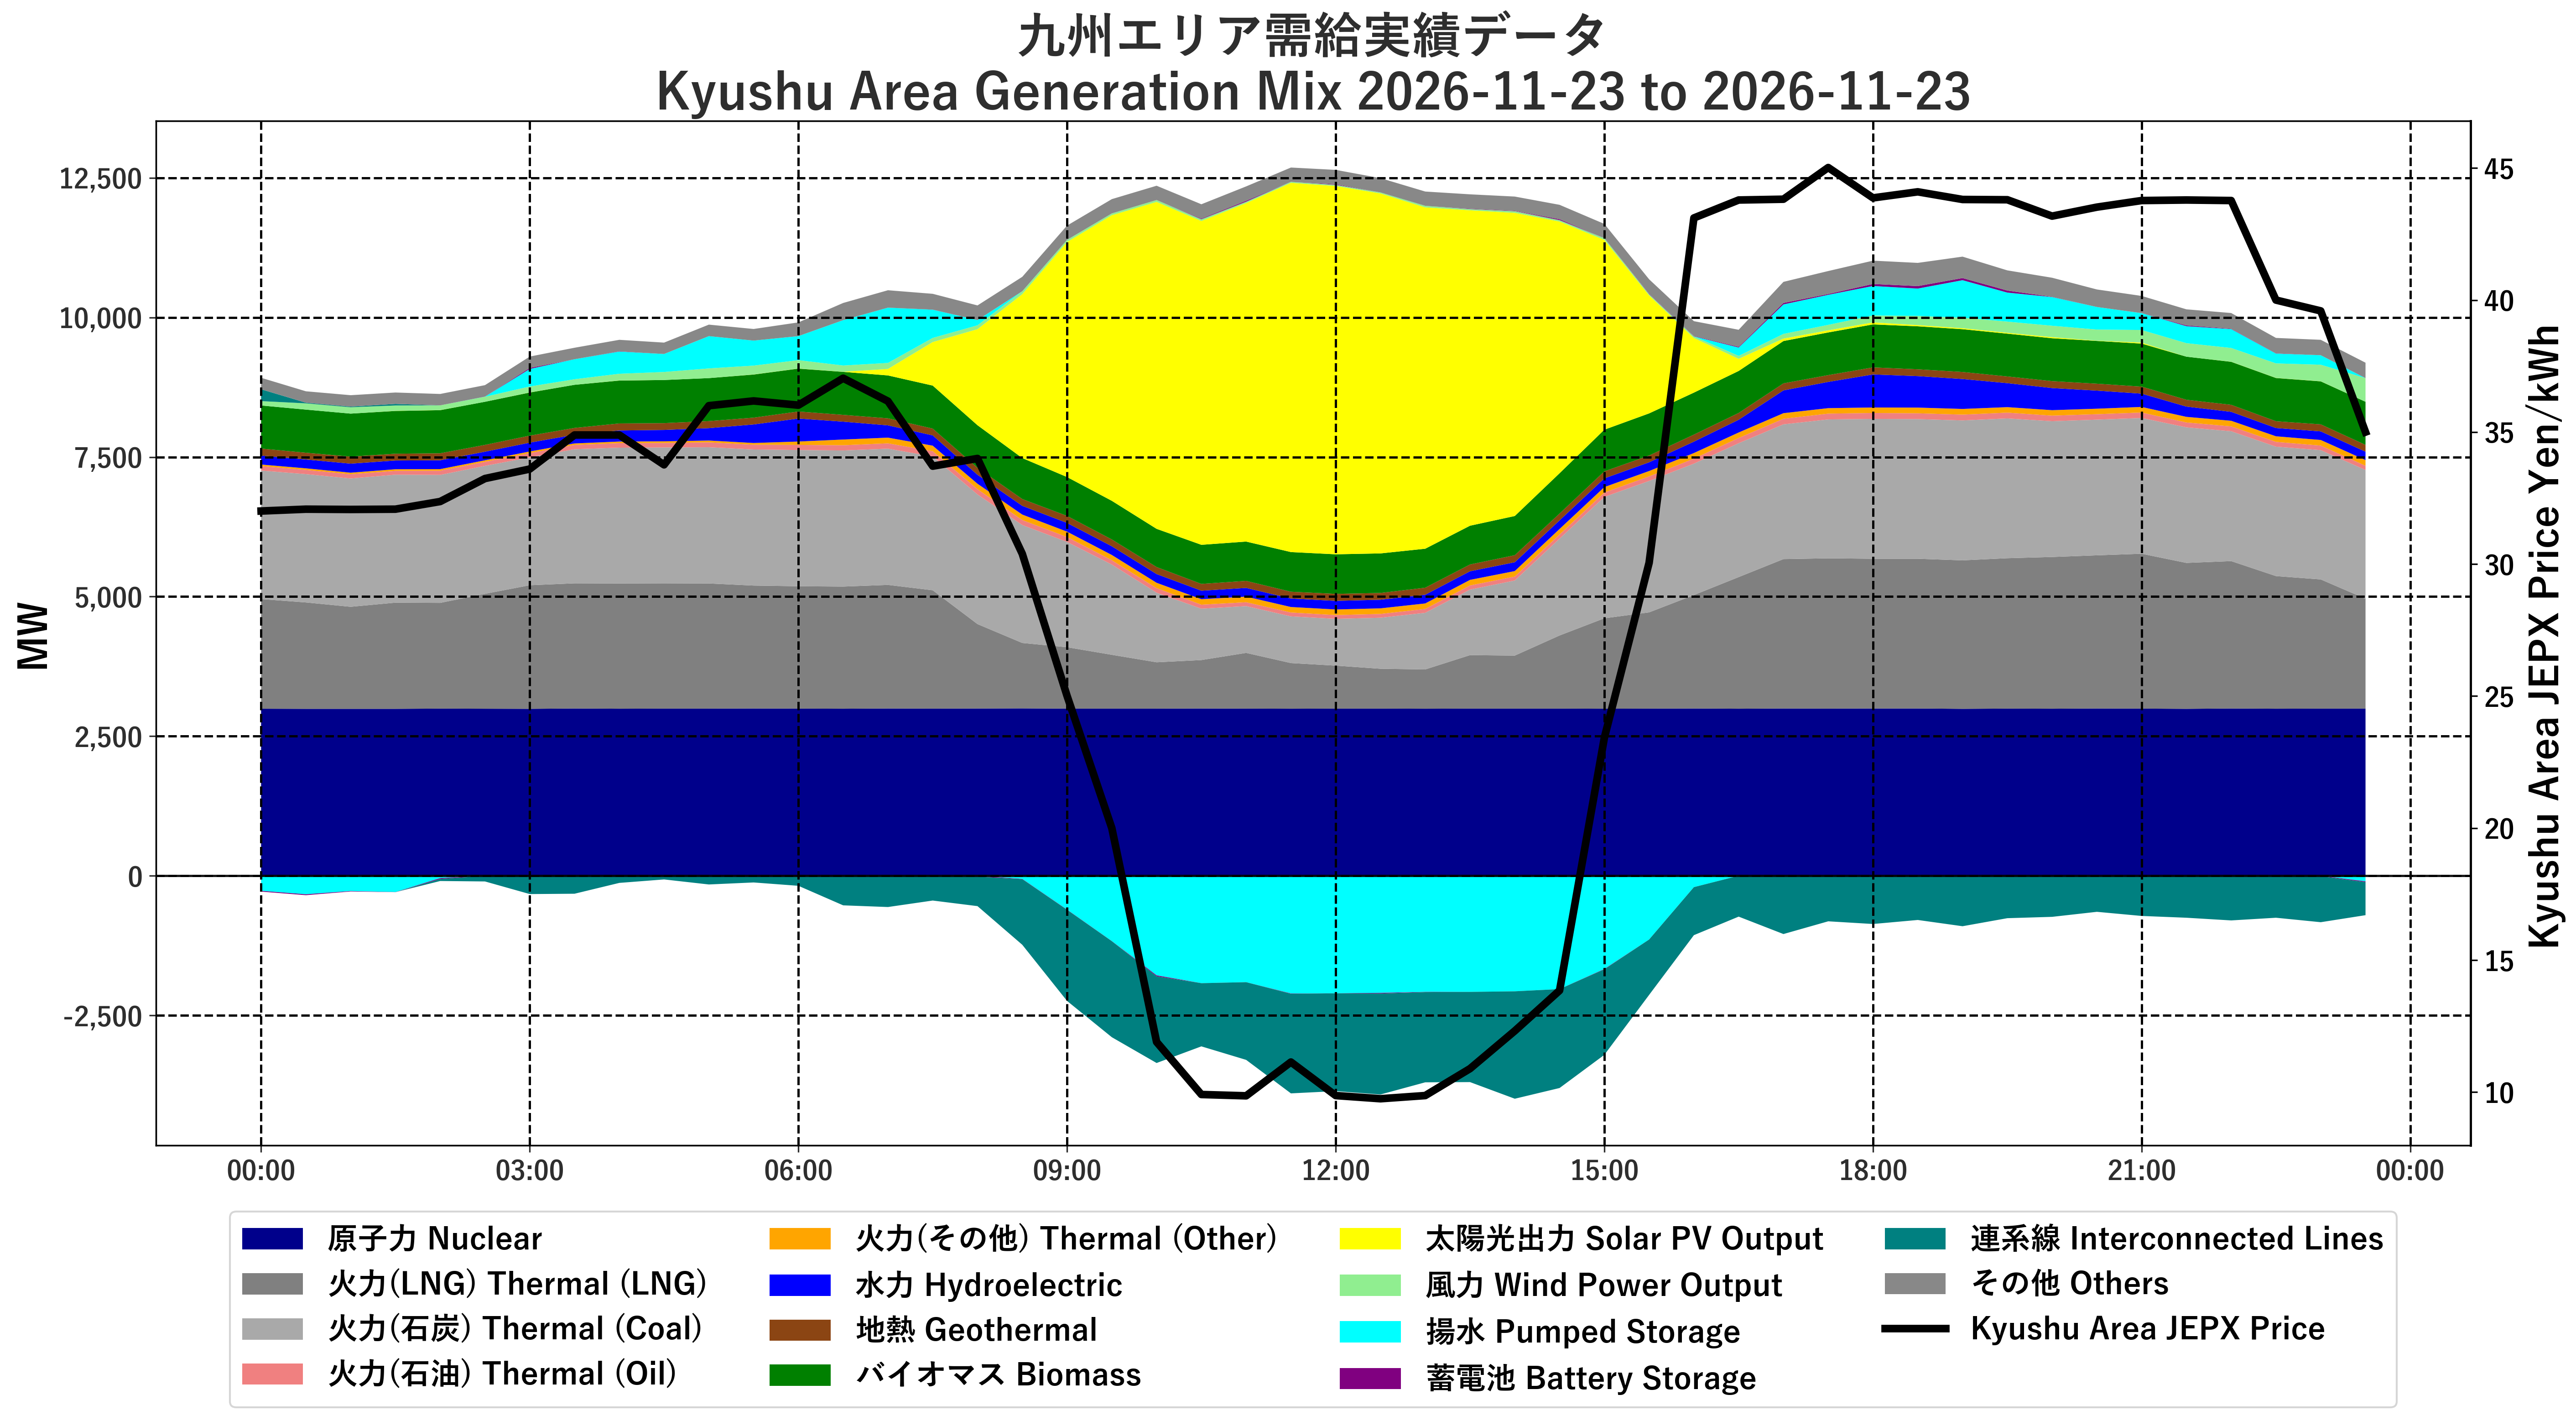 九州エリア需給実績データ
Kyushu Area Generation Mix 2026-11-23 to 2026-11-23
MW
12,500
10,000
7,500
5,000
2,500
0
-2,500
45
40
35
30
25
20
15
10
Kyushu Area JEPX Price Yen/kWh
00:00 03:00 06:00 09:00 12:00 15:00 18:00 21:00 00:00
原子力 Nuclear
火力(LNG) Thermal (LNG)
火力(石炭) Thermal (Coal)
火力(石油) Thermal (Oil)
火力(その他) Thermal (Other)
水力 Hydroelectric
地熱 Geothermal
バイオマス Biomass
太陽光出力 Solar PV Output
風力 Wind Power Output
揚水 Pumped Storage
蓄電池 Battery Storage
連系線 Interconnected Lines
その他 Others
Kyushu Area JEPX Price